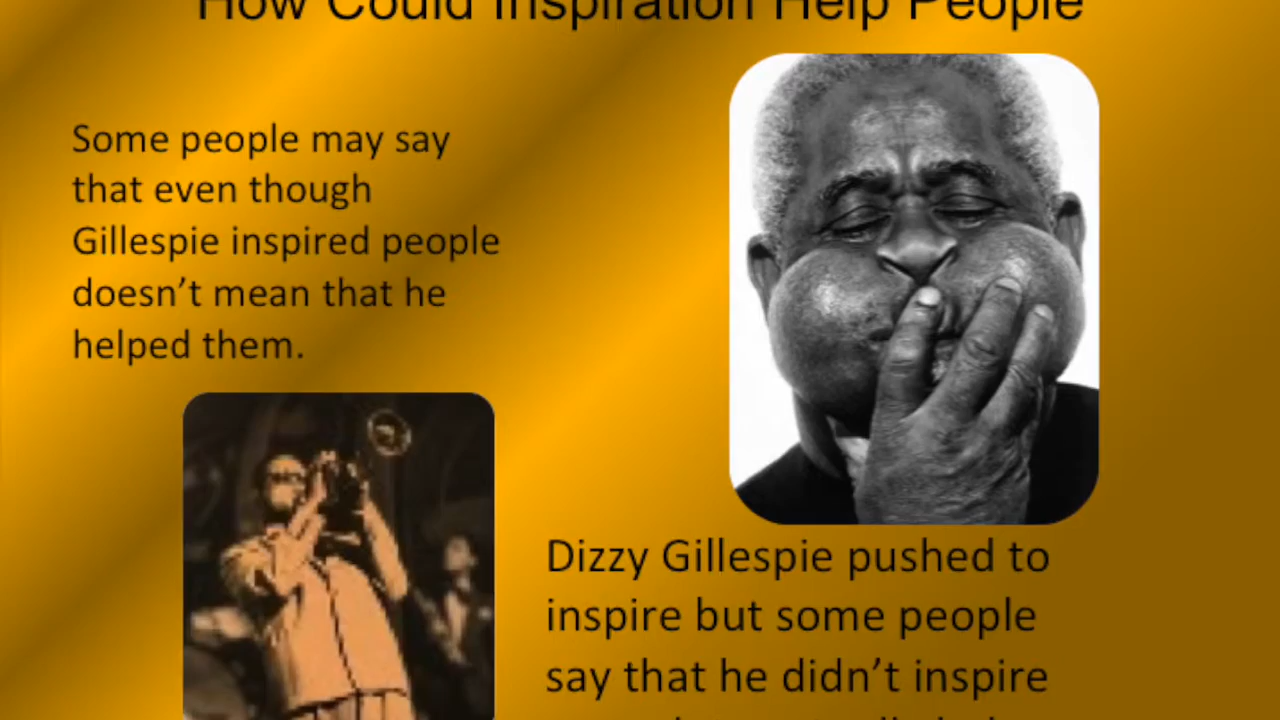 How Could Inspiration Help People
Some people may say
that even though
Gillespie inspired people
doesn’t mean that he
helped them.
Dizzy Gillespie pushed to
inspire but some people
say that he didn’t inspire